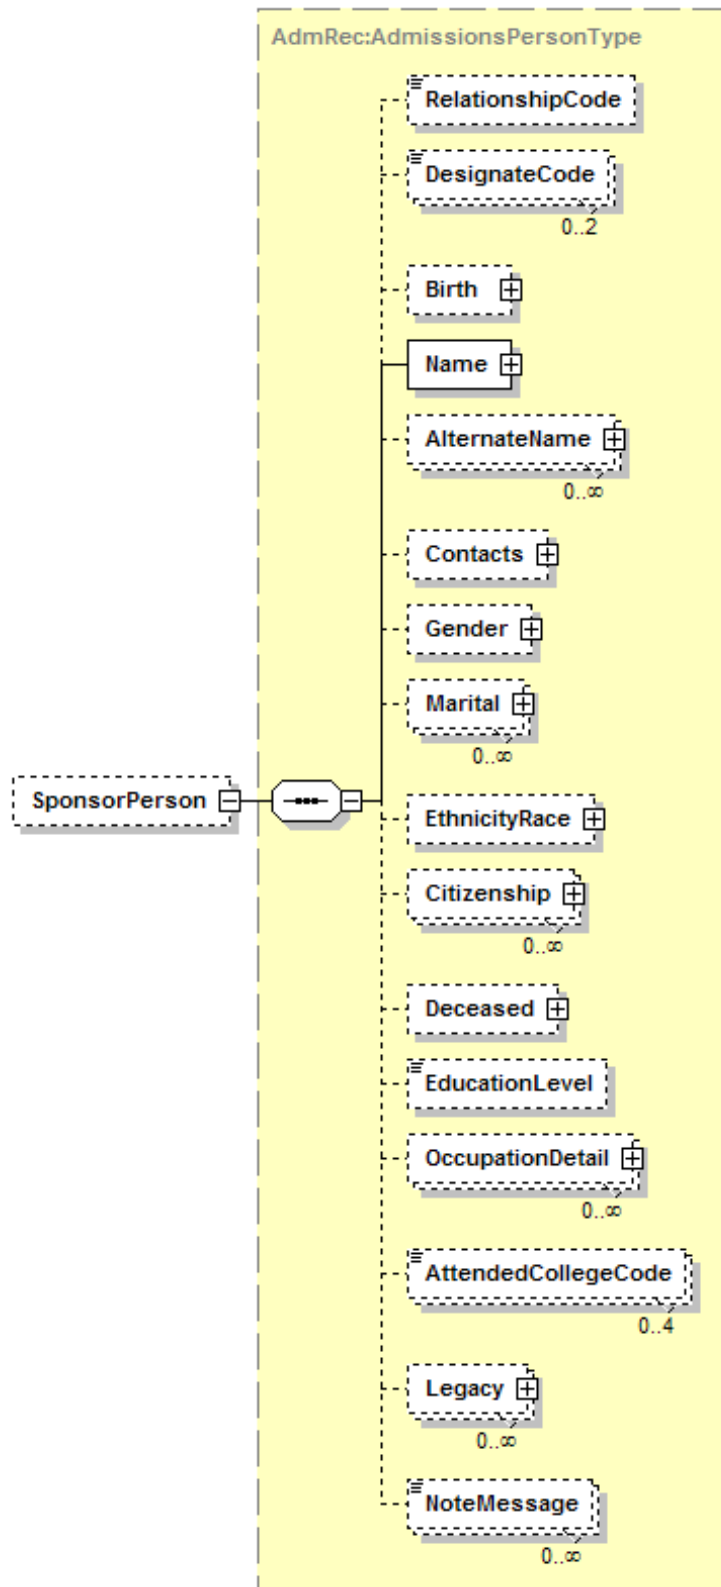 AdmRec:AdmissionsPersonType
RelationshipCode
DesignateCode
0..2
Birth
Name
AlternateName
0..∞
Contacts
Gender
Marital
0..∞
SponsorPerson
EthnicityRace
Citizenship
0..∞
Deceased
EducationLevel
OccupationDetail
0..∞
AttendedCollegeCode
0..4
Legacy
0..∞
NoteMessage
0..∞